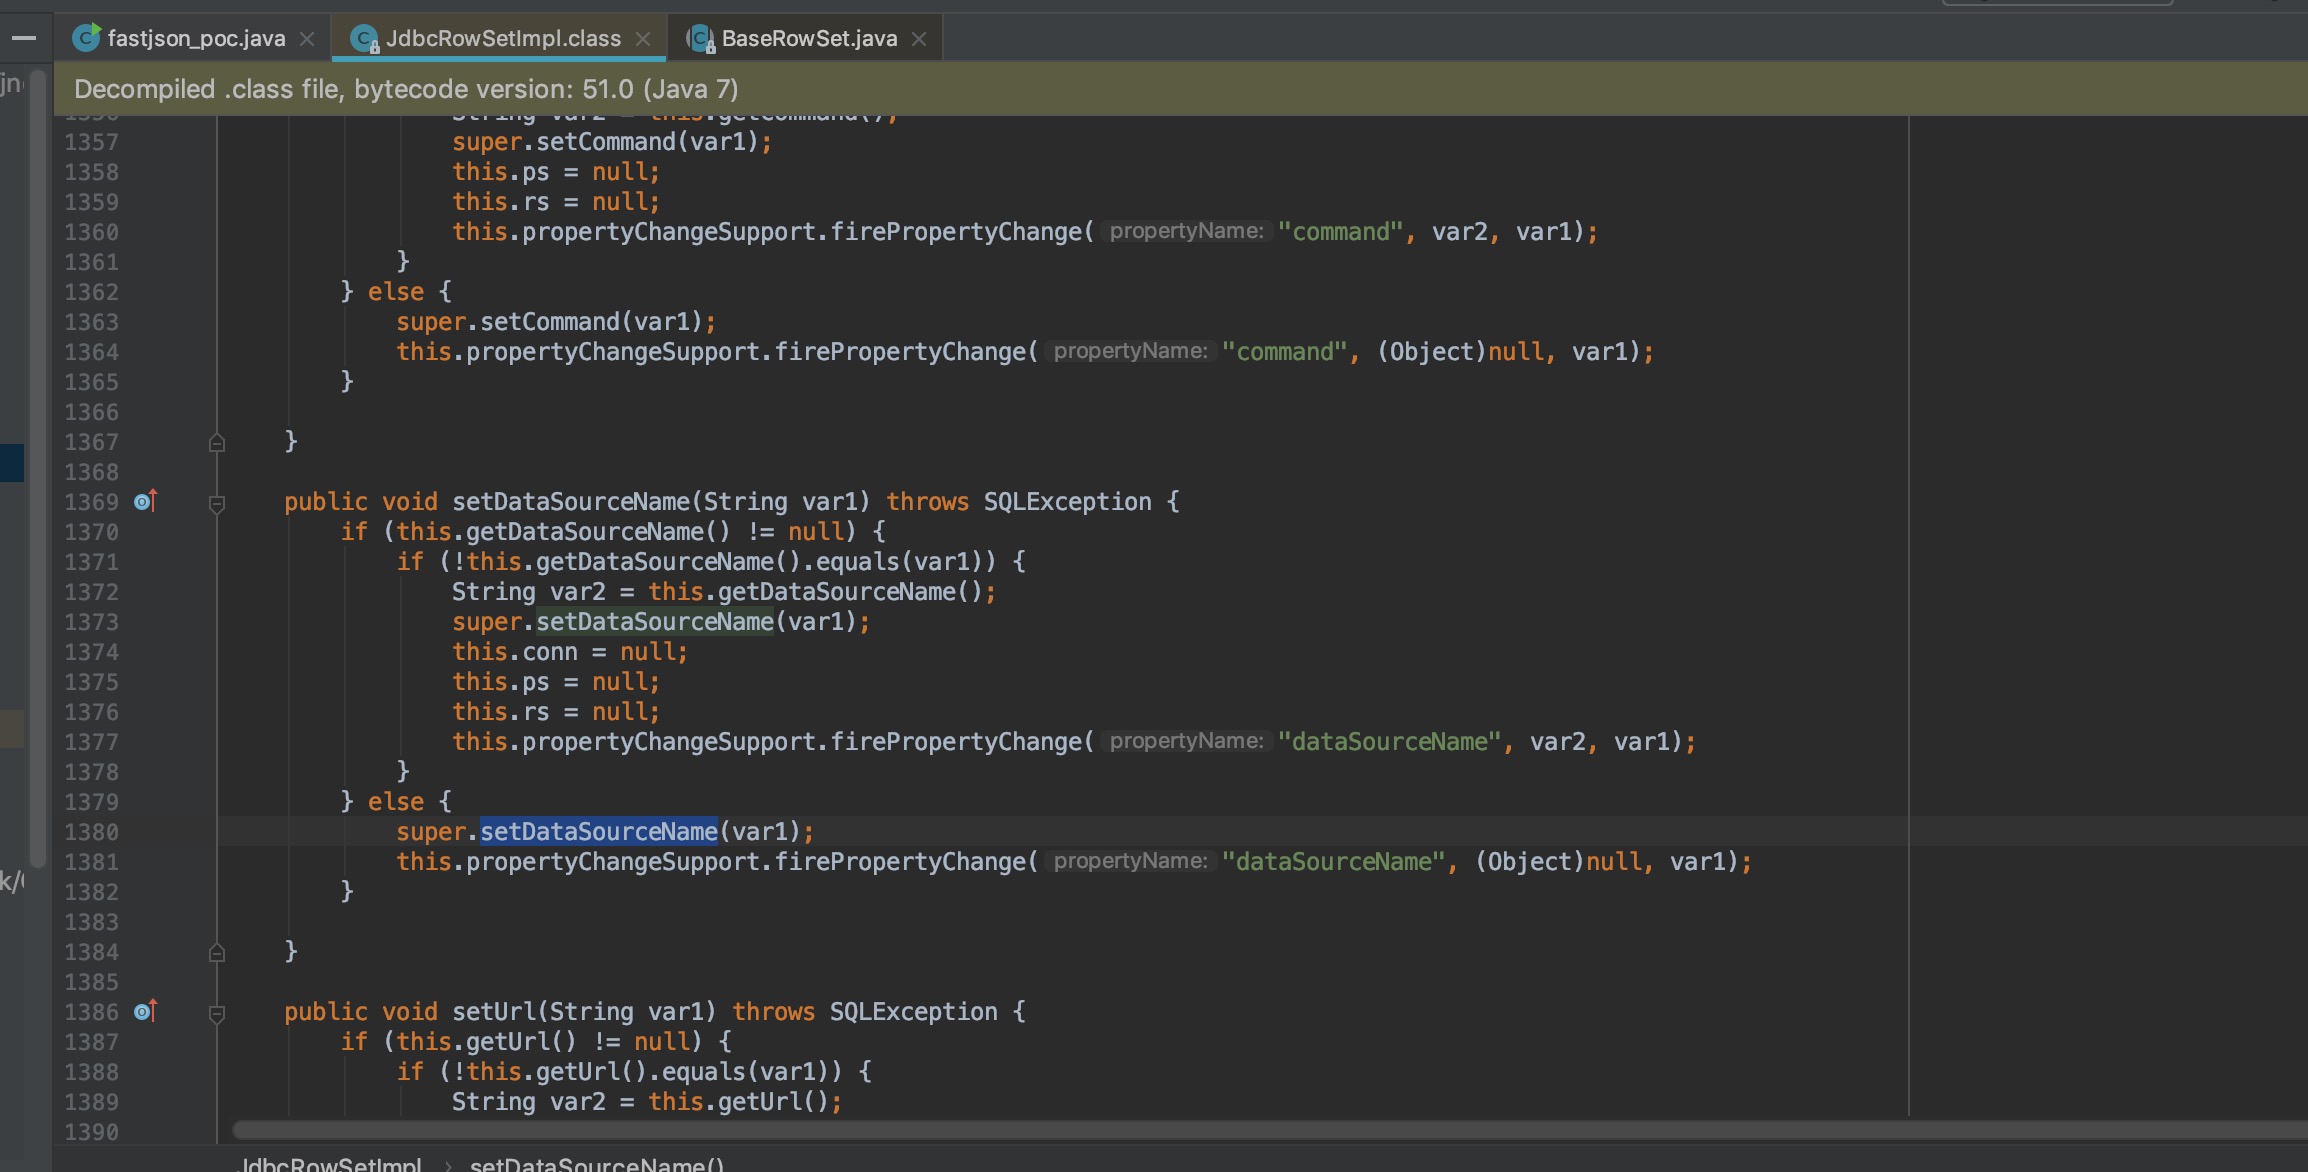 fastjson_poc.java
JdbcRowSetImpl.class
BaseRowSet.java
Decompiled .class file, bytecode version: 51.0 (Java 7)
1357 super.setCommand(var1);
1358 this.ps = null;
1359 this.rs = null;
1360 this.propertyChangeSupport.firePropertyChange( propertyName: "command", var2, var1);
1361 }
1362 } else {
1363 super.setCommand(var1);
1364 this.propertyChangeSupport.firePropertyChange( propertyName: "command", (Object)null, var1);
1365 }
1366
1367 }
1368
1369 public void setDataSourceName(String var1) throws SQLException {
1370 if (this.getDataSourceName() != null) {
1371 if (!this.getDataSourceName().equals(var1)) {
1372 String var2 = this.getDataSourceName();
1373 super.setDataSourceName(var1);
1374 this.conn = null;
1375 this.ps = null;
1376 this.rs = null;
1377 this.propertyChangeSupport.firePropertyChange( propertyName: "dataSourceName", var2, var1);
1378 }
1379 } else {
1380 super.setDataSourceName(var1);
1381 this.propertyChangeSupport.firePropertyChange( propertyName: "dataSourceName", (Object)null, var1);
1382 }
1383
1384 }
1385
1386 public void setUrl(String var1) throws SQLException {
1387 if (this.getUrl() != null) {
1388 if (!this.getUrl().equals(var1)) {
1389 String var2 = this.getUrl();
1390
JdbcRowSetImpl › setDataSourceName()